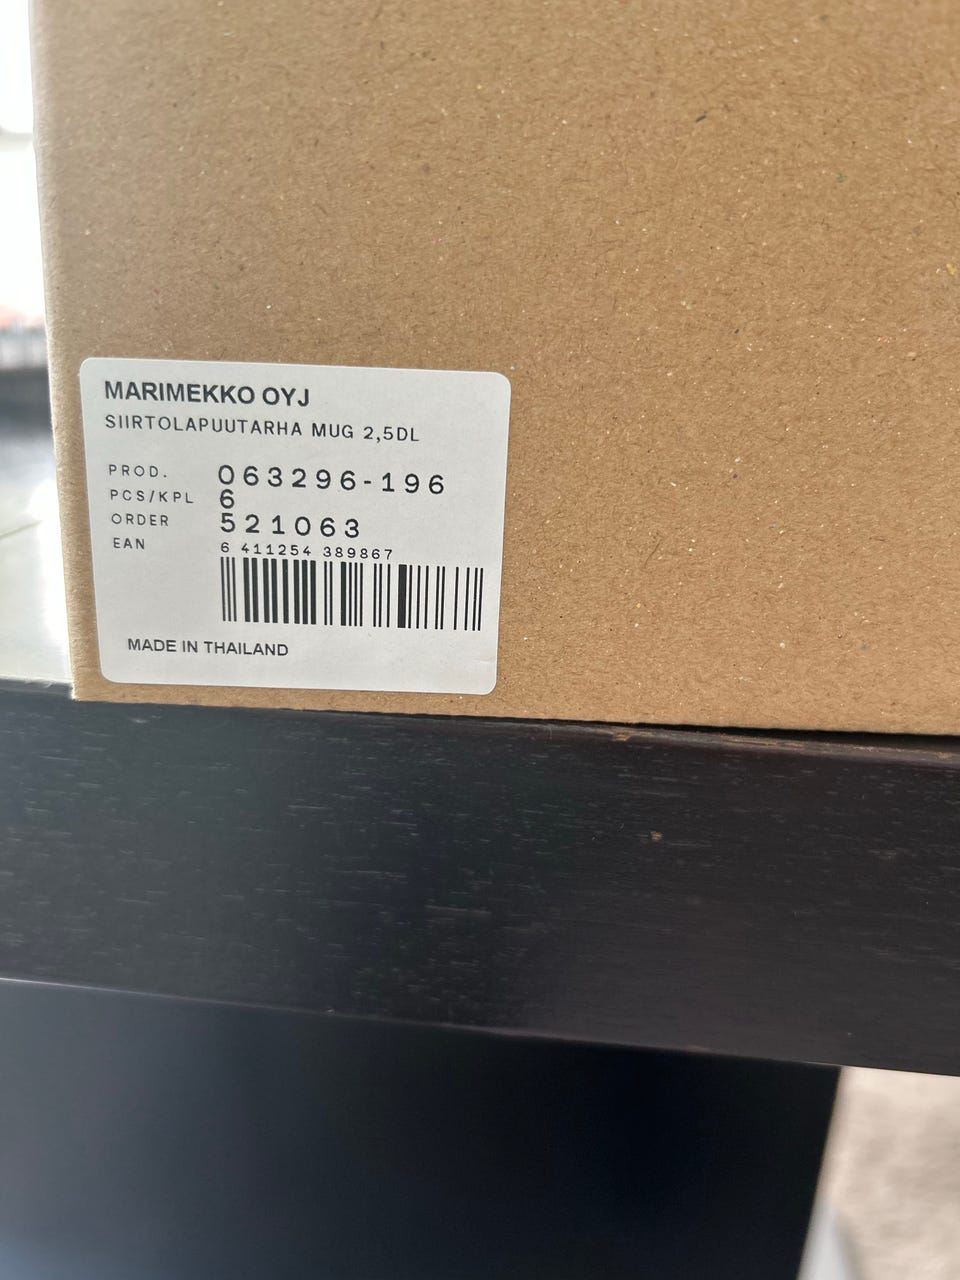 MARIMEKKO OYJ
SIIRTOLAPUUTARHA MUG 2,5DL
PROD. 063296-196
PCS/KPL 6
ORDER 521063
EAN 6 411254 389867
MADE IN THAILAND